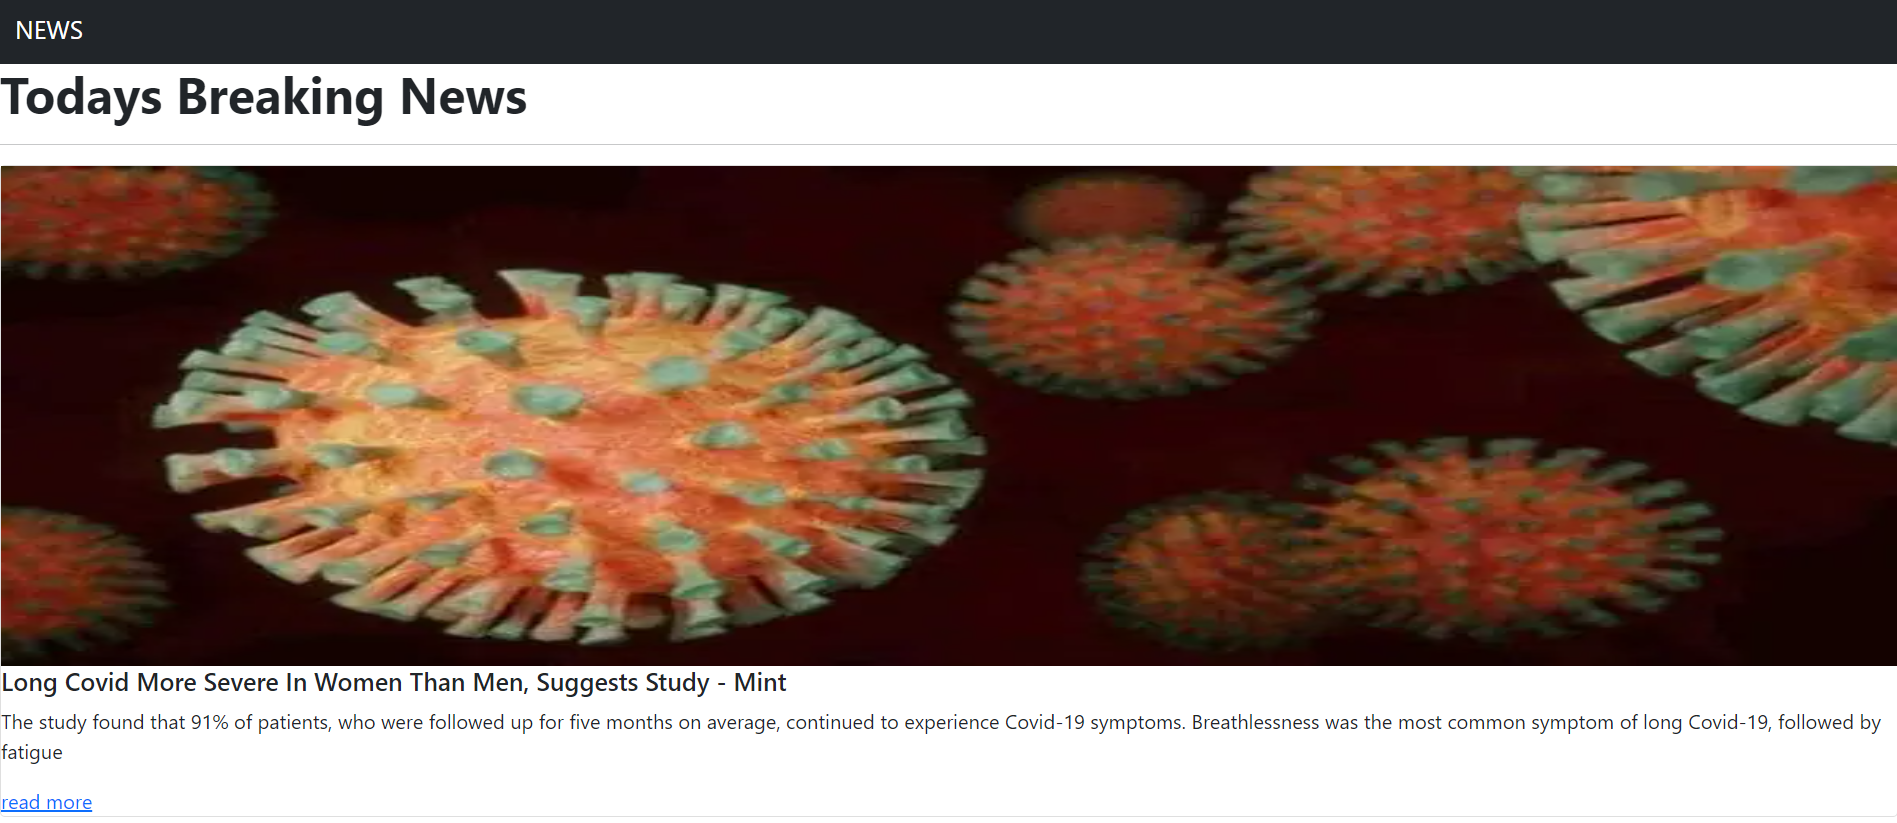 NEWS
Todays Breaking News
Long Covid More Severe In Women Than Men, Suggests Study - Mint
The study found that 91% of patients, who were followed up for five months on average, continued to experience Covid-19 symptoms. Breathlessness was the most common symptom of long Covid-19, followed by
fatigue
read more